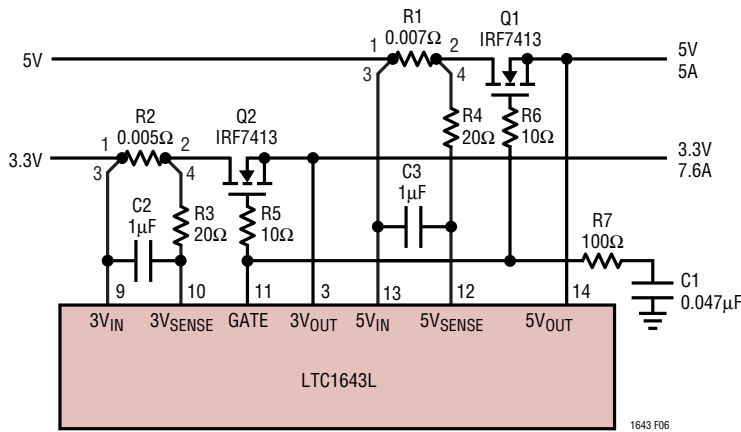 R1
0.007Ω
Q1
IRF7413
1
2
5V
5V
5A
3
4
R4
20Ω
R6
10Ω
R2
0.005Ω
Q2
IRF7413
1
2
3.3V
3.3V
7.6A
3
4
C3
1µF
C2
1µF
R3
20Ω
R5
10Ω
R7
100Ω
C1
0.047µF
9
10
11
3
13
12
14
3VIN
3VSENSE
GATE
3VOUT
5VIN
5VSENSE
5VOUT
LTC1643L
1643 F06